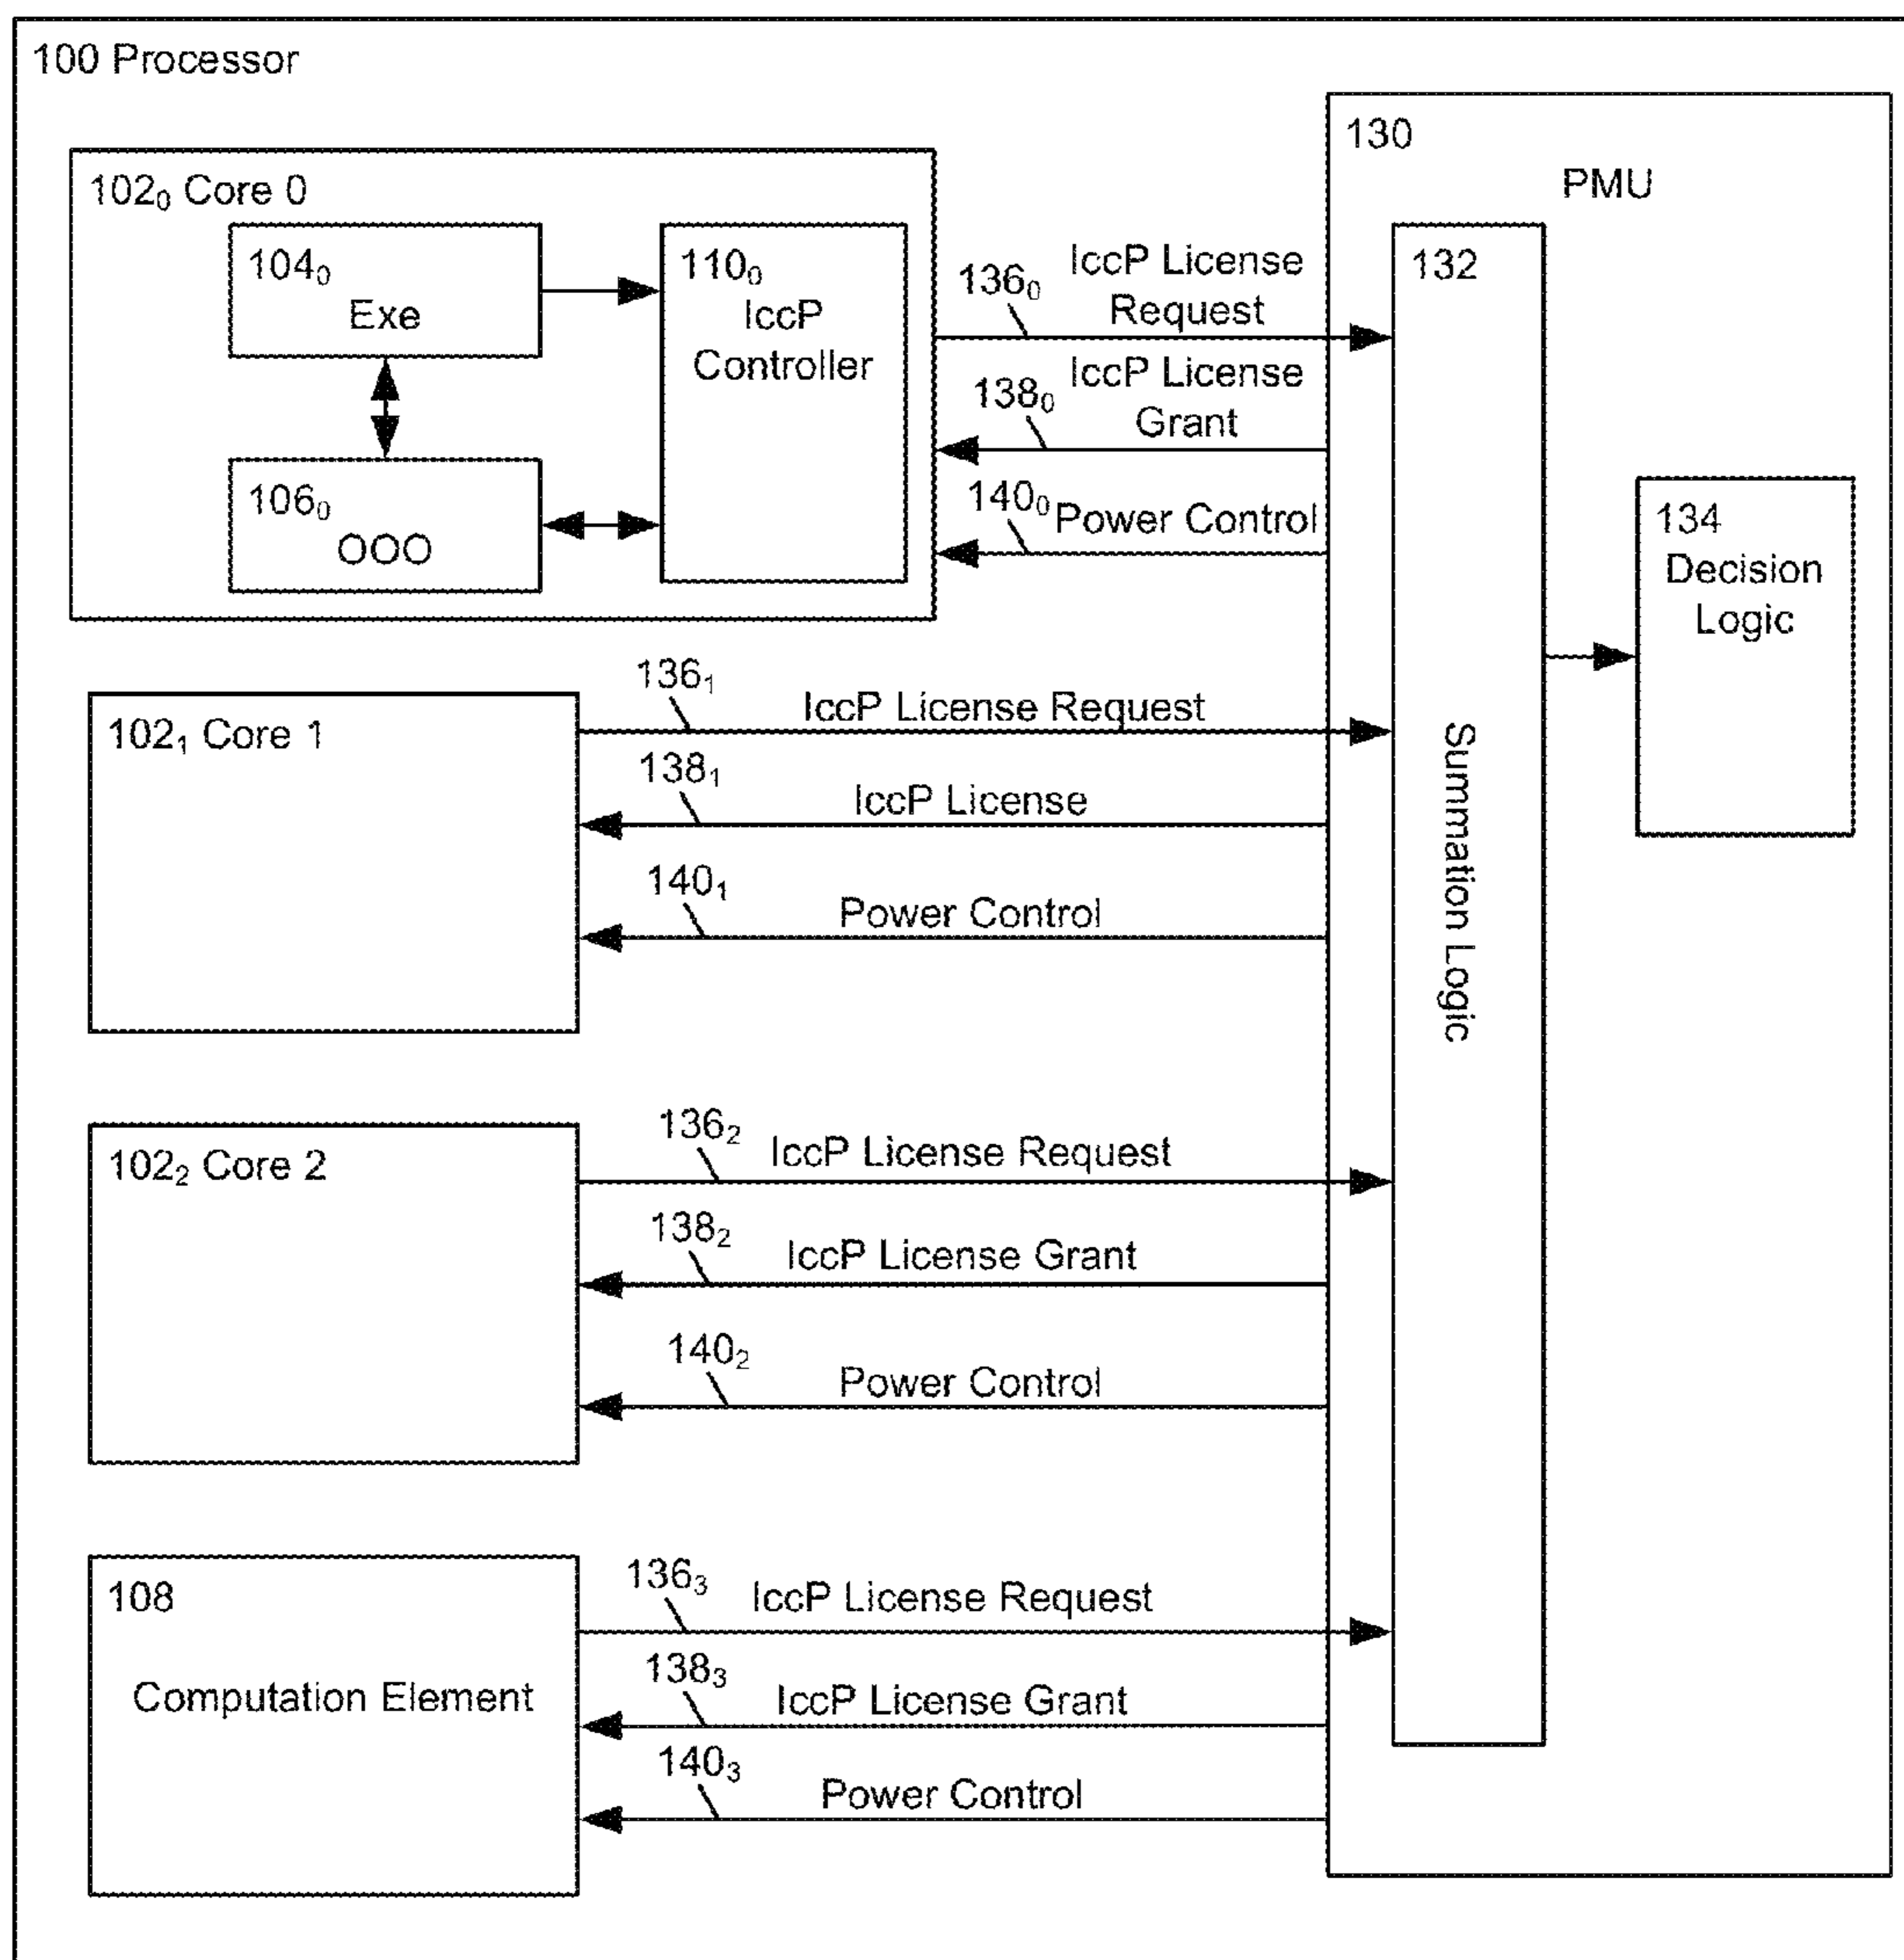 100 Processor
130
PMU
102₀ Core 0
104₀
Exe
110₀
IccP
Controller
106₀
OOO
136₀
IccP License
Request
138₀
IccP License
Grant
140₀
Power Control
132
Summation Logic
134
Decision
Logic
102₁ Core 1
136₁
IccP License Request
138₁
IccP License
140₁
Power Control
102₂ Core 2
136₂
IccP License Request
138₂
IccP License Grant
140₂
Power Control
108
Computation Element
136₃
IccP License Request
138₃
IccP License Grant
140₃
Power Control